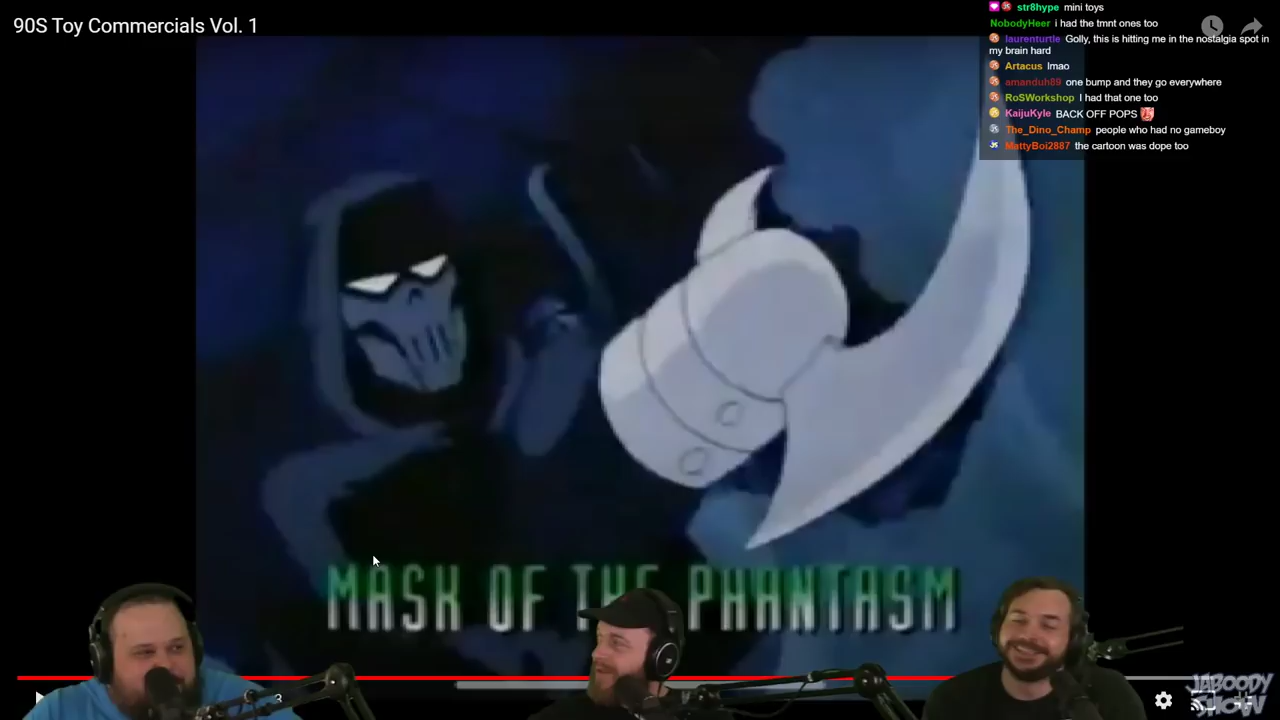 90S Toy Commercials Vol. 1
str8hype mini toys
NobodyHeer i had the tmnt ones too
laurenturtle Golly, this is hitting me in the nostalgia spot in
my brain hard
Artacus lmao
amanduh89 one bump and they go everywhere
RoSWorkshop I had that one too
KaijuKyle BACK OFF POPS
The_Dino_Champ people who had no gameboy
MattyBoi2887 the cartoon was dope too
MASK OF THE PHANTASM
JABOODY
SHOW